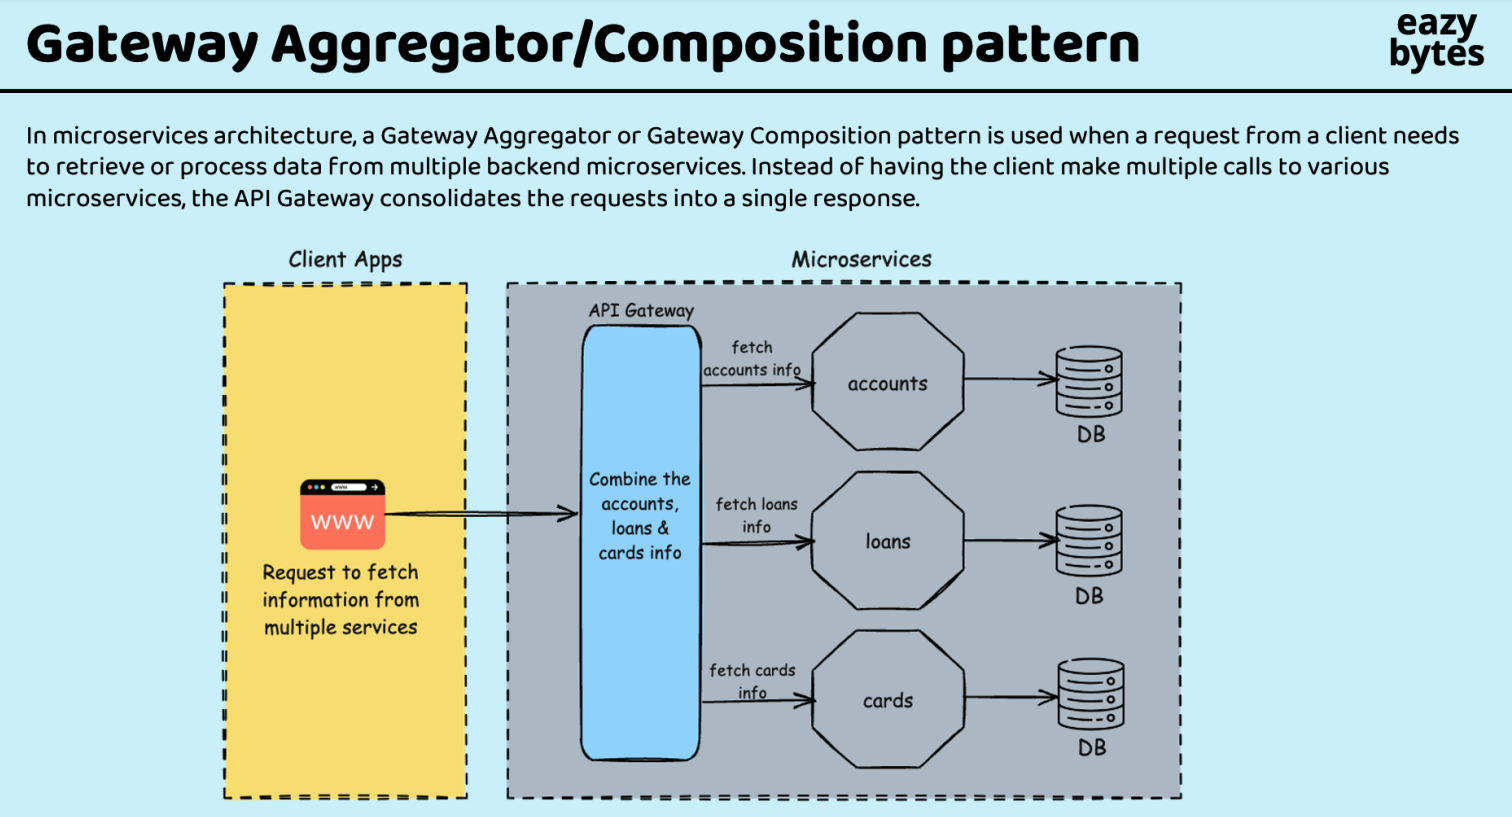 Gateway Aggregator/Composition pattern
eazy
bytes
In microservices architecture, a Gateway Aggregator or Gateway Composition pattern is used when a request from a client needs
to retrieve or process data from multiple backend microservices. Instead of having the client make multiple calls to various
microservices, the API Gateway consolidates the requests into a single response.
Client Apps
Microservices
www
WWW
Request to fetch
information from
multiple services
API Gateway
Combine the
accounts,
loans &
cards info
fetch
accounts info
accounts
DB
fetch loans
info
loans
DB
fetch cards
info
cards
DB